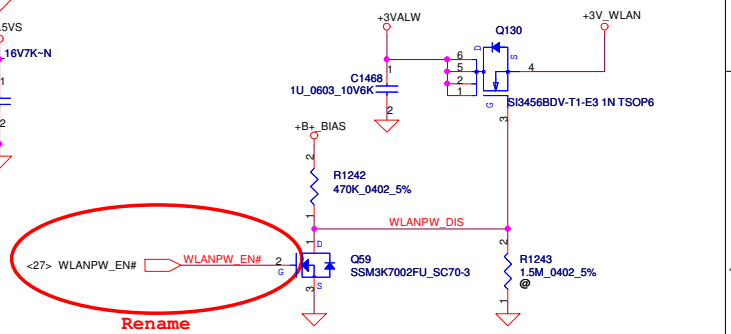 .5VS
16V7K~N
1
2
+3VALW
Q130
+3V_WLAN
D
S
G
6
5
2
1
4
3
C1468
1
1U_0603_10V6K
2
SI3456BDV-T1-E3 1N TSOP6
+B+_BIAS
2
R1242
470K_0402_5%
1
WLANPW_DIS
<27> WLANPW_EN#
WLANPW_EN#
2
G
1
D
3
S
Q59
SSM3K7002FU_SC70-3
2
R1243
1.5M_0402_5%
@
1
Rename